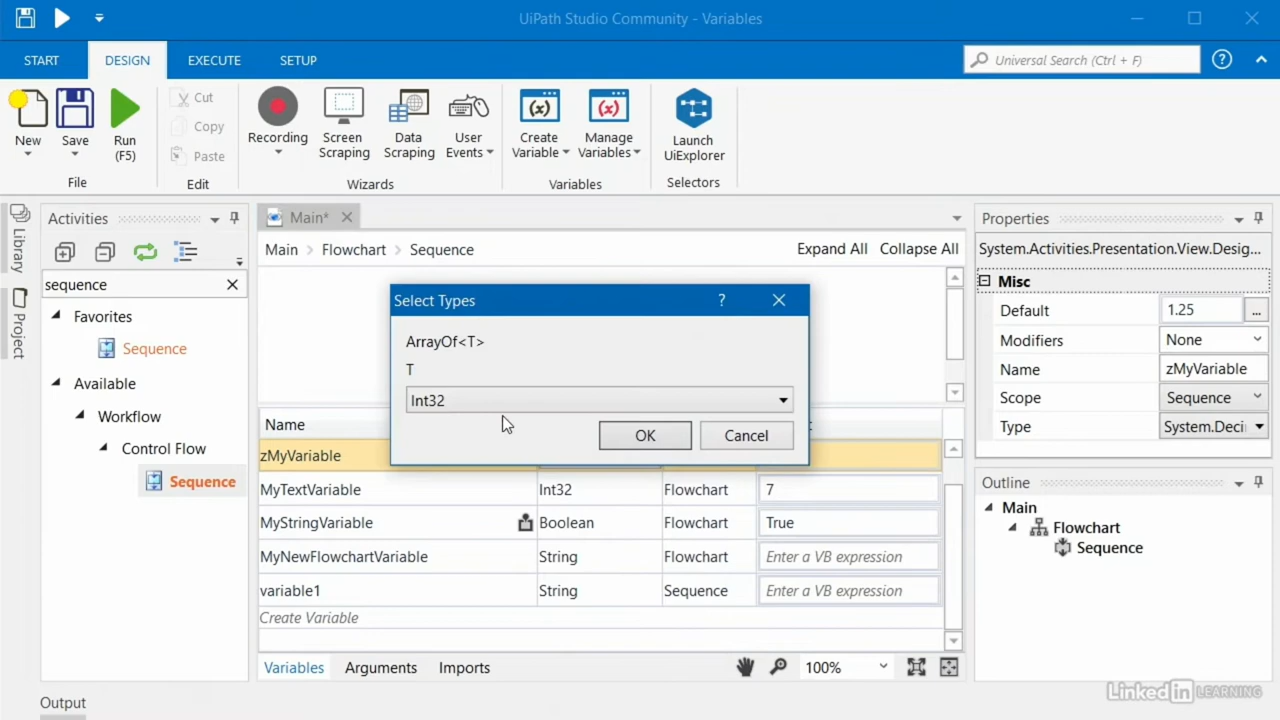 UiPath Studio Community - Variables
START
DESIGN
EXECUTE
SETUP
Universal Search (Ctrl + F)
New
Save
Run
(F5)
File
Cut
Copy
Paste
Edit
Recording
Screen
Scraping
Data
Scraping
User
Events
Wizards
Create
Variable
Manage
Variables
Variables
Launch
UiExplorer
Selectors
Library
Project
Activities
sequence
Favorites
Sequence
Available
Workflow
Control Flow
Sequence
Main*
Main
Flowchart
Sequence
Expand All
Collapse All
Select Types
?
ArrayOf<T>
T
Int32
OK
Cancel
Name
zMyVariable
MyTextVariable Int32 Flowchart 7
MyStringVariable Boolean Flowchart True
MyNewFlowchartVariable String Flowchart Enter a VB expression
variable1 String Sequence Enter a VB expression
Create Variable
Variables
Arguments
Imports
100%
Properties
System.Activities.Presentation.View.Desig...
Misc
Default 1.25 ...
Modifiers None
Name zMyVariable
Scope Sequence
Type System.Deci
Outline
Main
Flowchart
Sequence
Output
Linked in LEARNING